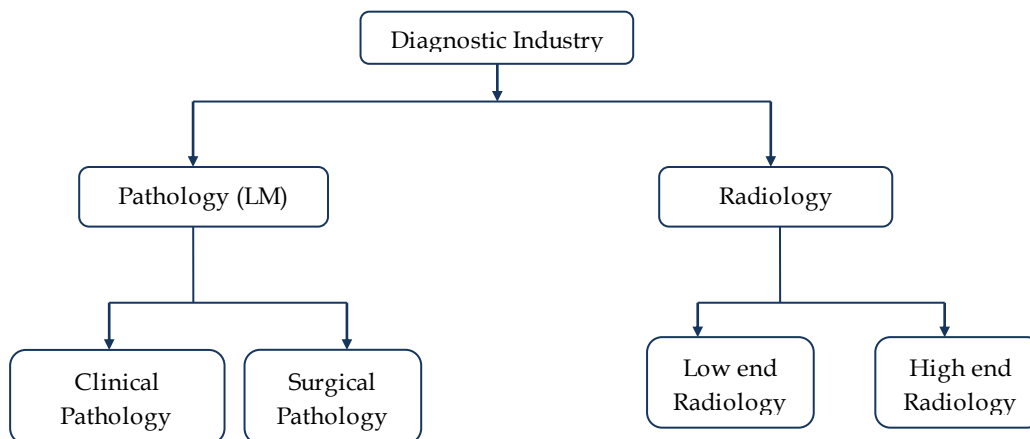 Diagnostic Industry
Pathology (LM)
Radiology
Clinical
Pathology
Surgical
Pathology
Low end
Radiology
High end
Radiology